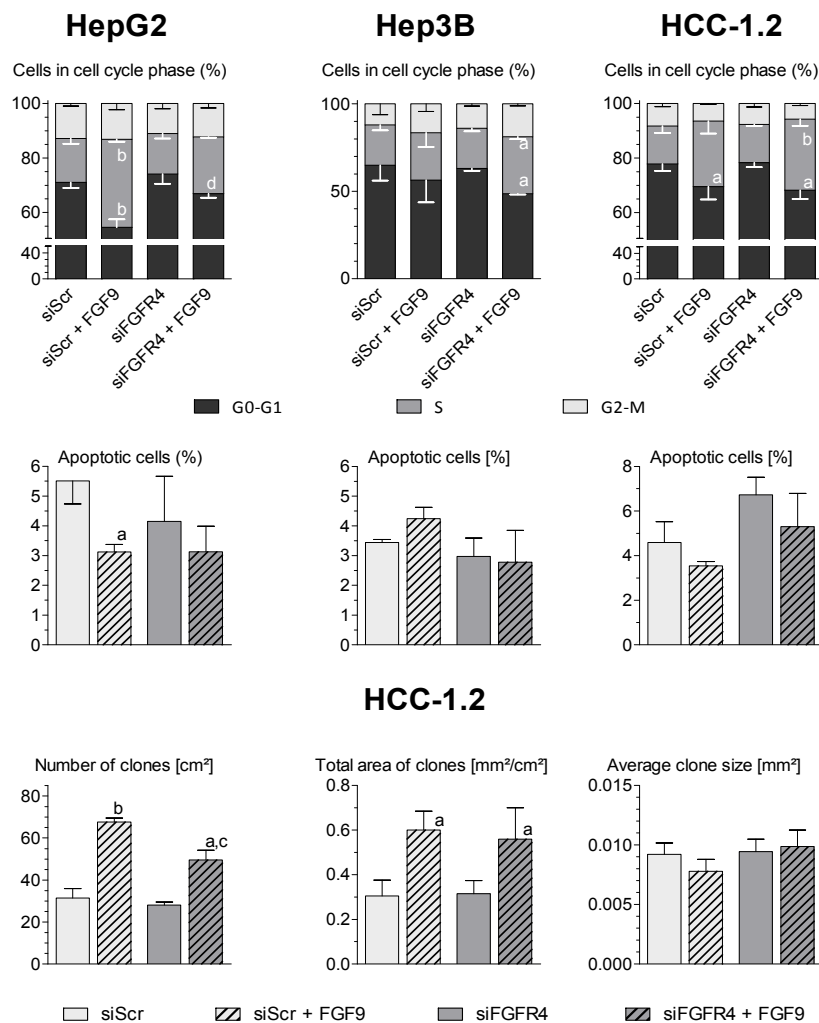 HepG2 Hep3B HCC-1.2
Cells in cell cycle phase (%) Cells in cell cycle phase (%) Cells in cell cycle phase (%)
100
80
60
40
0
b
b
d
siScr
siScr + FGF9
siFGFR4
siFGFR4 + FGF9
100
50
0
a
a
siScr
siScr + FGF9
siFGFR4
siFGFR4 + FGF9
100
80
60
40
0
a
b
a
siScr
siScr + FGF9
siFGFR4
siFGFR4 + FGF9
G0-G1 S G2-M
Apoptotic cells (%)
6
5
4
3
2
1
0
a
Apoptotic cells [%]
6
5
4
3
2
1
0
Apoptotic cells [%]
8
6
4
2
0
HCC-1.2
Number of clones [cm²]
80
60
40
20
0
b
a,c
Total area of clones [mm²/cm²]
0.8
0.6
0.4
0.2
0.0
a
a
Average clone size [mm²]
0.015
0.010
0.005
0.000
siScr siScr + FGF9 siFGFR4 siFGFR4 + FGF9